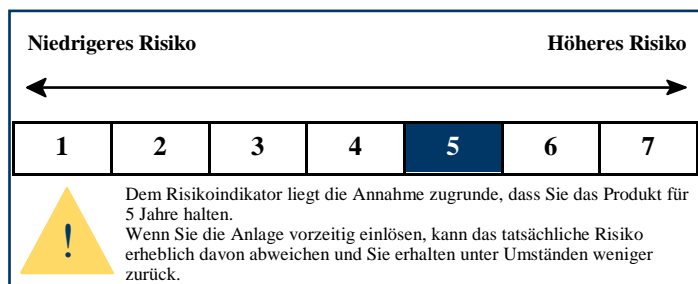 Niedrigeres Risiko Höheres Risiko
1 2 3 4 5 6 7
! Dem Risikoindikator liegt die Annahme zugrunde, dass Sie das Produkt für
5 Jahre halten.
Wenn Sie die Anlage vorzeitig einlösen, kann das tatsächliche Risiko
erheblich davon abweichen und Sie erhalten unter Umständen weniger
zurück.